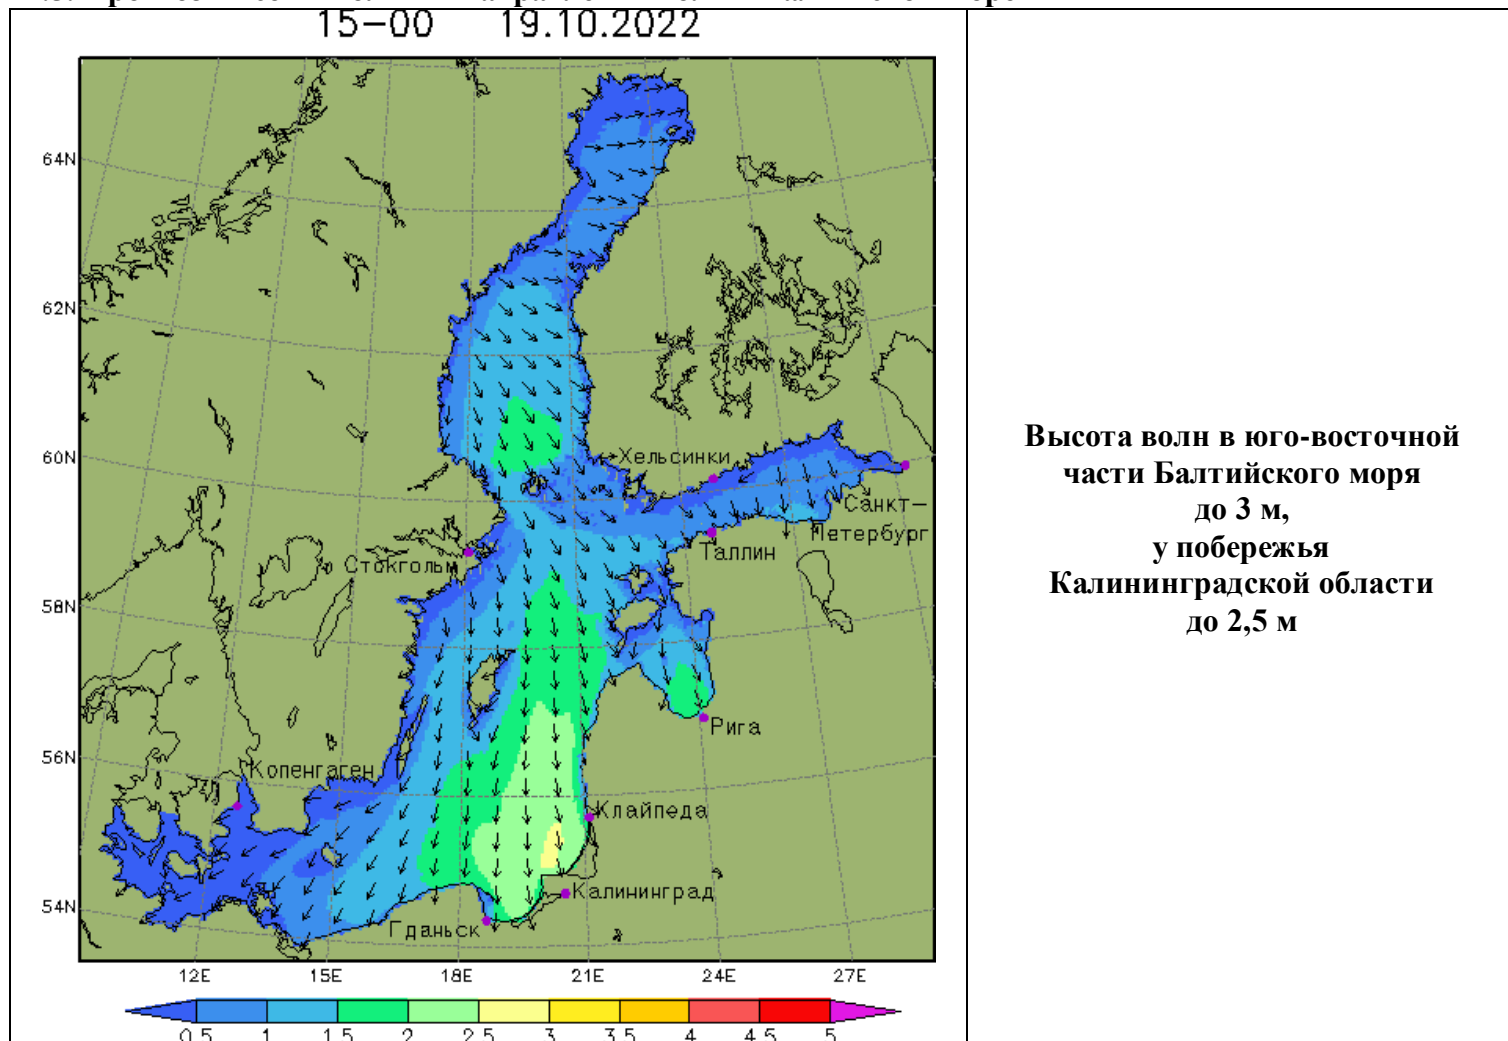 15-00 19.10.2022
64N
62N
60N
58N
56N
54N
Хельсинки
Санкт-
Петербург
Таллин
Стокгольм
Рига
Копенгаген
Клайпеда
Калининград
Гданьск
12E 15E 18E 21E 24E 27E
0.5 1 1.5 2 2.5 3 3.5 4 4.5 5
Высота волн в юго-восточной
части Балтийского моря
до 3 м,
у побережья
Калининградской области
до 2,5 м